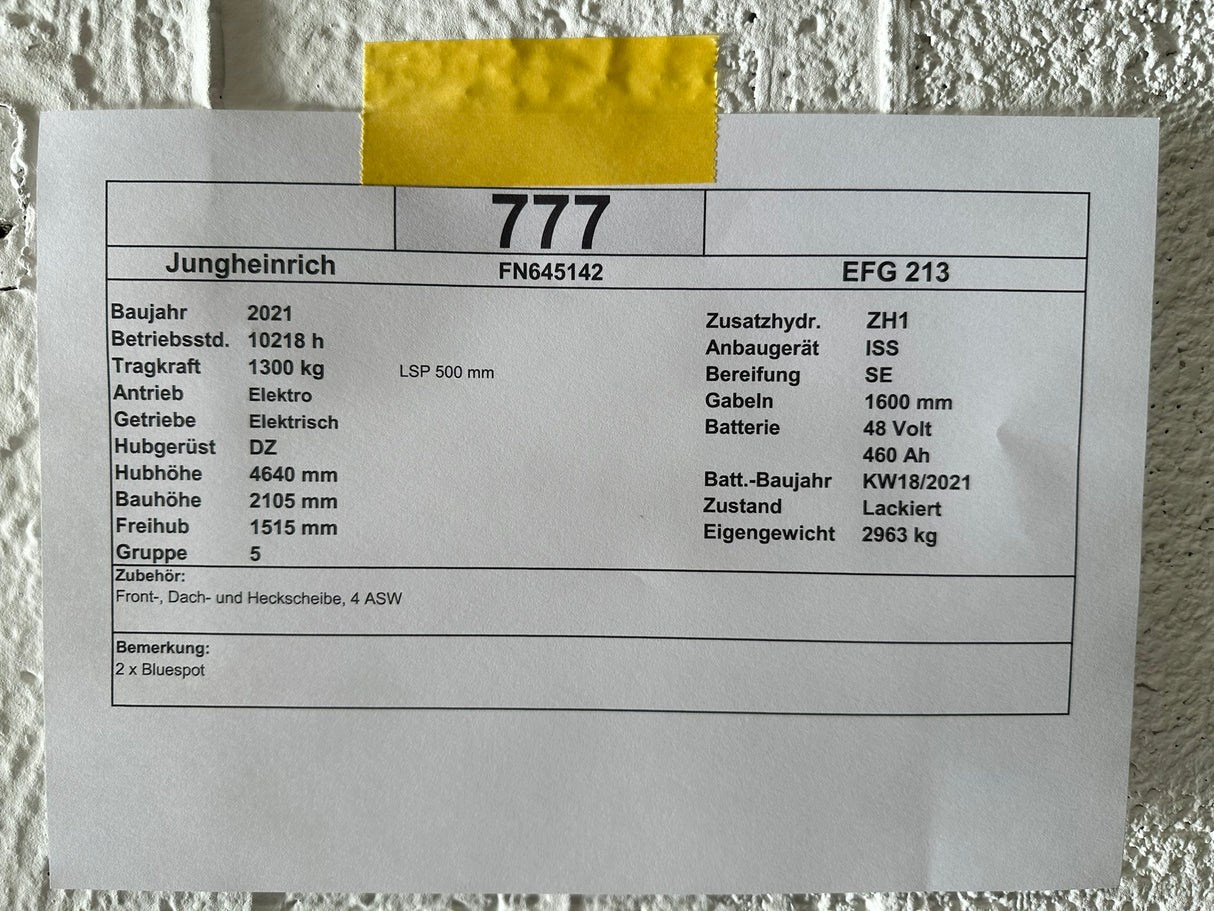 777
Jungheinrich FN645142 EFG 213
Baujahr 2021
Betriebsstd. 10218 h
Tragkraft 1300 kg LSP 500 mm
Antrieb Elektro
Getriebe Elektrisch
Hubgerüst DZ
Hubhöhe 4640 mm
Bauhöhe 2105 mm
Freihub 1515 mm
Gruppe 5
Zusatzhydr. ZH1
Anbaugerät ISS
Bereifung SE
Gabeln 1600 mm
Batterie 48 Volt
460 Ah
Batt.-Baujahr KW18/2021
Zustand Lackiert
Eigengewicht 2963 kg
Zubehör:
Front-, Dach- und Heckscheibe, 4 ASW
Bemerkung:
2 x Bluespot